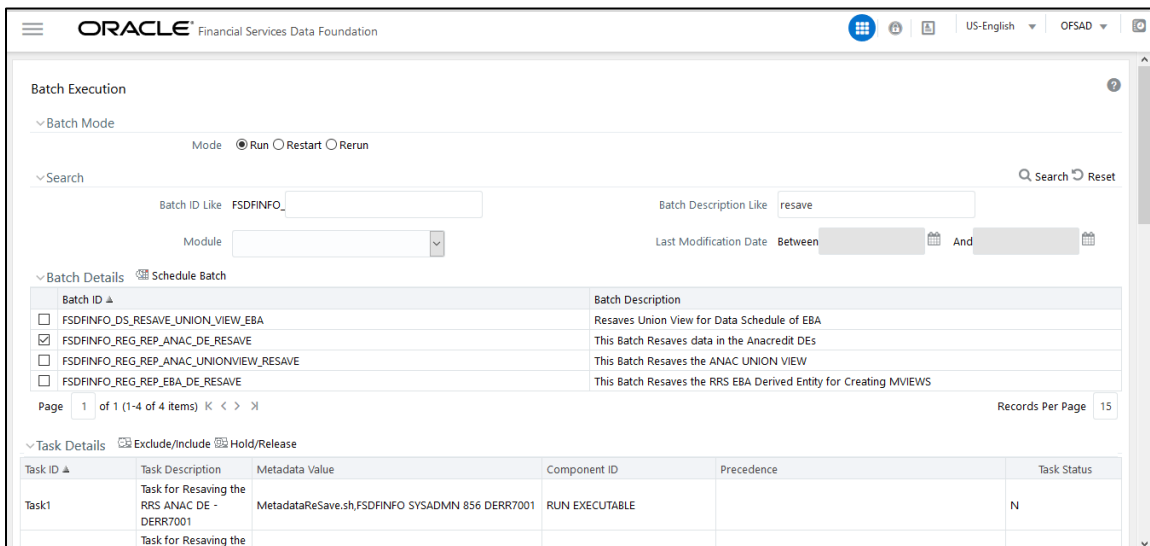 ORACLE® Financial Services Data Foundation US-English OFSAD
Batch Execution
Batch Mode
Mode Run Restart Rerun
Search Search Reset
Batch ID Like FSDFINFO_ Batch Description Like resave
Module Last Modification Date Between And
Batch Details Schedule Batch
Batch ID Batch Description
FSDFINFO_DS_RESAVE_UNION_VIEW_EBA Resaves Union View for Data Schedule of EBA
FSDFINFO_REG_REP_ANAC_DE_RESAVE This Batch Resaves data in the Anacredit DEs
FSDFINFO_REG_REP_ANAC_UNIONVIEW_RESAVE This Batch Resaves the ANAC UNION VIEW
FSDFINFO_REG_REP_EBA_DE_RESAVE This Batch Resaves the RRS EBA Derived Entity for Creating MVIEWS
Page 1 of 1 (1-4 of 4 items) Records Per Page 15
Task Details Exclude/Include Hold/Release
Task ID Task Description Metadata Value Component ID Precedence Task Status
Task for Resaving the
Task1 RRS ANAC DE - MetadataReSave.sh,FSDFINFO SYSADMN 856 DERR7001 RUN EXECUTABLE N
DERR7001
Task for Resaving the